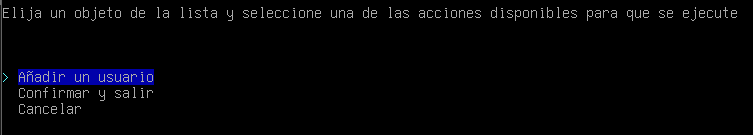 Elija un objeto de la lista y seleccione una de las acciones disponibles para que se ejecute
> Añadir un usuario
Confirmar y salir
Cancelar